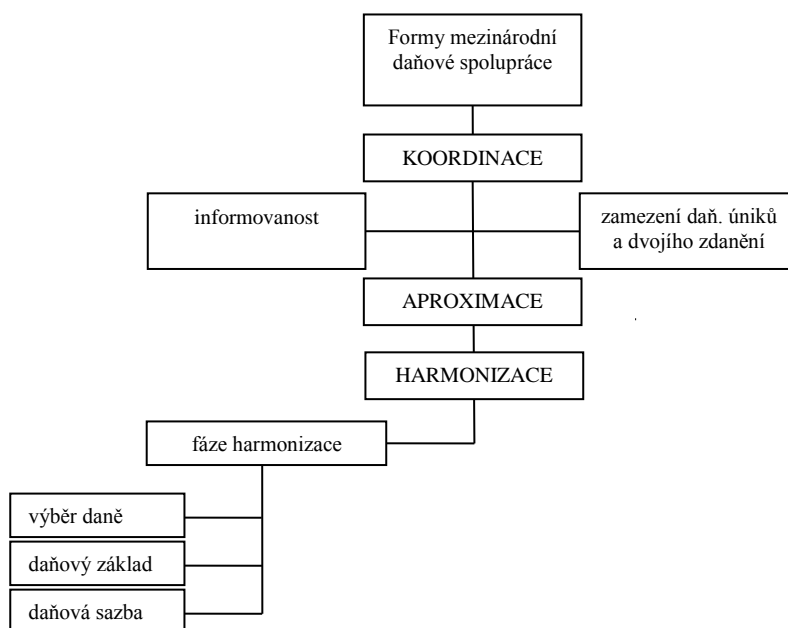 Formy mezinárodní
daňové spolupráce
KOORDINACE
informovanost
zamezení daň. úniků
a dvojího zdanění
APROXIMACE
HARMONIZACE
fáze harmonizace
výběr daně
daňový základ
daňová sazba